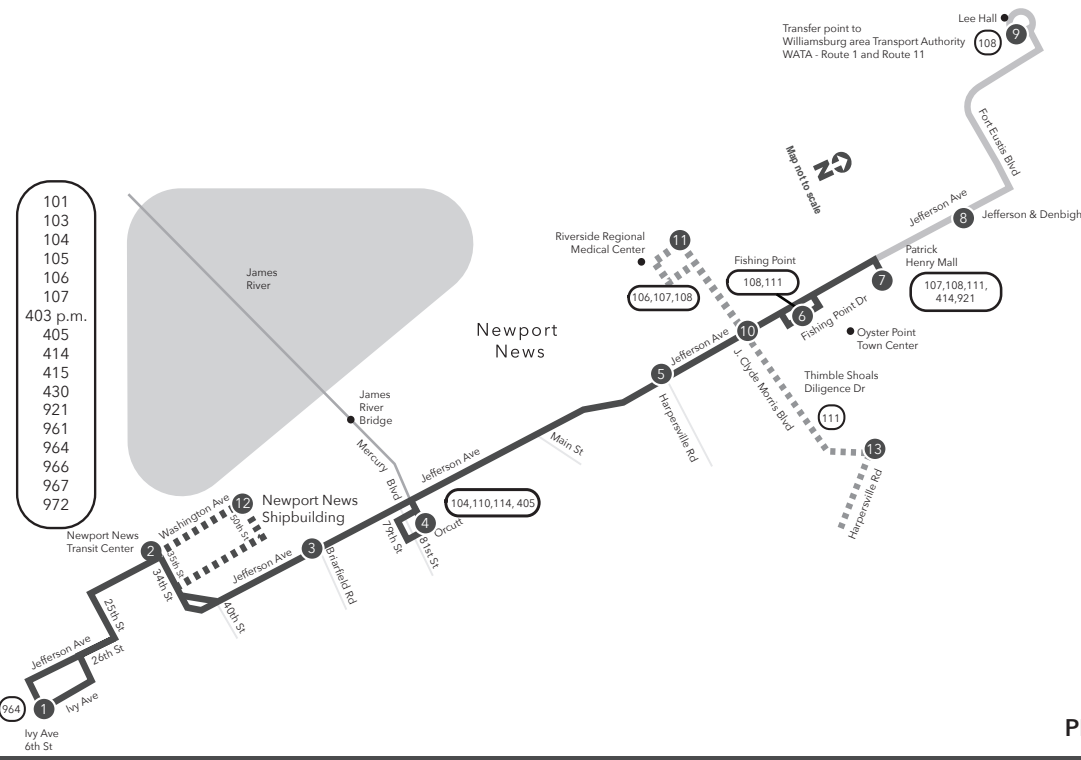 Lee Hall
9
Transfer point to
Williamsburg area Transport Authority
WATA - Route 1 and Route 11
108
Fort Eustis Blvd
N
Map not to scale
Jefferson Ave
8
Jefferson & Denbigh
101
103
104
105
106
107
403 p.m.
405
414
415
430
921
961
964
966
967
972
James
River
Riverside Regional
Medical Center
11
106,107,108
Fishing Point
108,111
Patrick
Henry Mall
7
107,108,111,
414,921
6
Fishing Point Dr
Oyster Point
Town Center
Newport
News
10
Jefferson Ave
5
J. Clyde Morris Blvd
Thimble Shoals
Diligence Dr
111
13
Harpersville Rd
Harpersville Rd
James
River
Bridge
Mercury Blvd
Main St
Jefferson Ave
104,110,114, 405
4
Orcutt
79th St
81st St
12
Washington Ave
50th St
Newport News
Shipbuilding
Newport News
Transit Center
2
35th St
34th St
3
Jefferson Ave
Briarfield Rd
40th St
25th St
Jefferson Ave
26th St
Ivy Ave
964
1
Ivy Ave
6th St